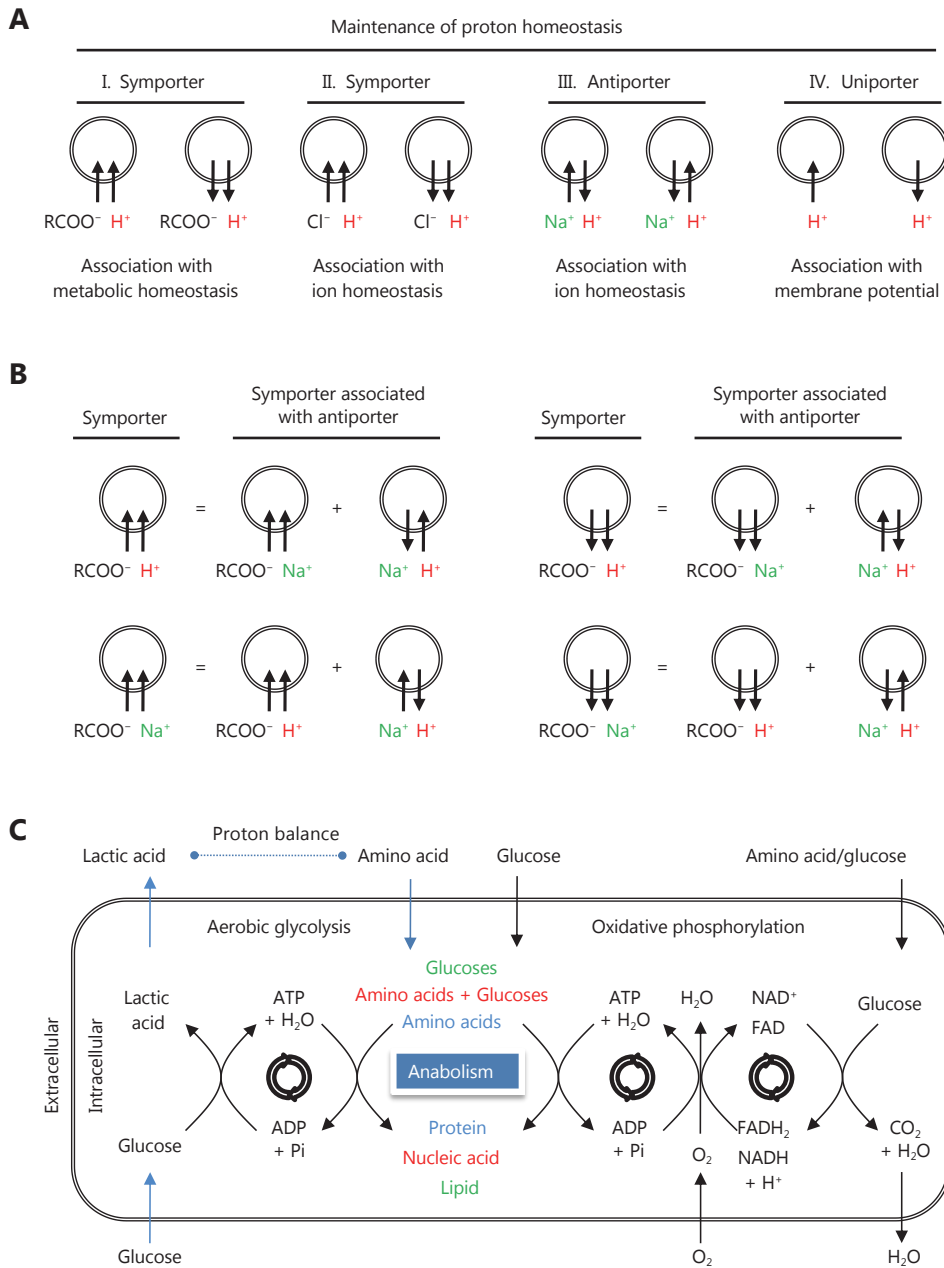 A
Maintenance of proton homeostasis
I. Symporter
II. Symporter
III. Antiporter
IV. Uniporter
RCOO⁻ H⁺
RCOO⁻ H⁺
Cl⁻ H⁺
Cl⁻ H⁺
Na⁺ H⁺
Na⁺ H⁺
H⁺
H⁺
Association with
metabolic homeostasis
Association with
ion homeostasis
Association with
ion homeostasis
Association with
membrane potential
B
Symporter
Symporter associated
with antiporter
Symporter
Symporter associated
with antiporter
= +
= +
RCOO⁻ H⁺
RCOO⁻ Na⁺
Na⁺ H⁺
RCOO⁻ H⁺
RCOO⁻ Na⁺
Na⁺ H⁺
= +
= +
RCOO⁻ Na⁺
RCOO⁻ H⁺
Na⁺ H⁺
RCOO⁻ Na⁺
RCOO⁻ H⁺
Na⁺ H⁺
C
Proton balance
Lactic acid
Amino acid
Glucose
Amino acid/glucose
Aerobic glycolysis
Oxidative phosphorylation
Glucoses
Amino acids + Glucoses
Amino acids
Lactic
acid
ATP
+ H₂O
ATP
+ H₂O
H₂O
NAD⁺
FAD
Glucose
Extracellular
Intracellular
Anabolism
Glucose
ADP
+ Pi
Protein
Nucleic acid
Lipid
ADP
+ Pi
O₂
FADH₂
NADH
+ H⁺
CO₂
+ H₂O
Glucose
O₂
H₂O